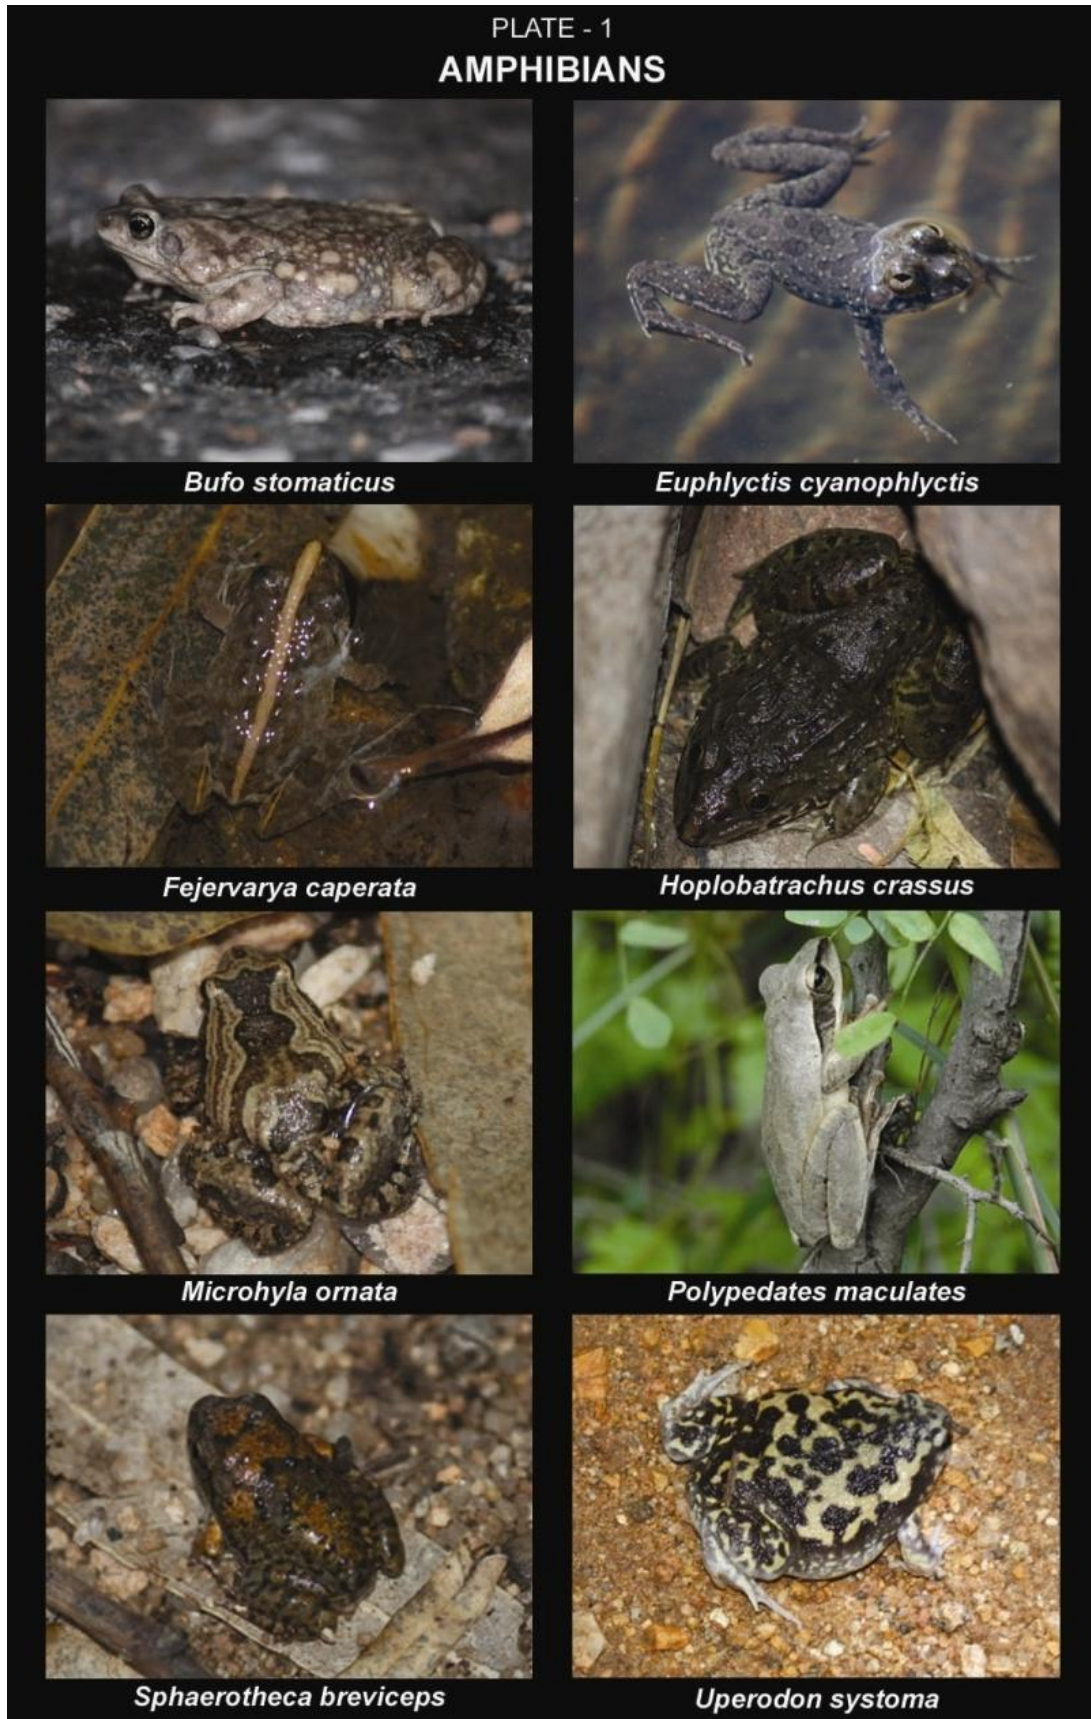 PLATE - 1
AMPHIBIANS
Bufo stomaticus
Euphlyctis cyanophlyctis
Fejervarya caperata
Hoplobatrachus crassus
Microhyla ornata
Polypedates maculates
Sphaerotheca breviceps
Uperodon systoma